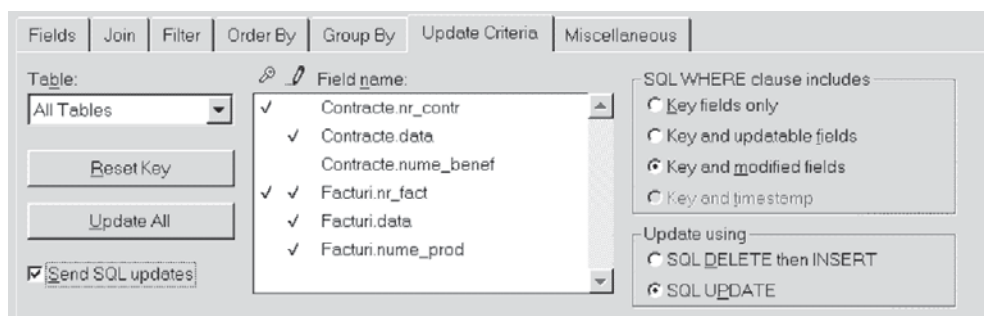 Fields Join Filter Order By Group By Update Criteria Miscellaneous
Table:
All Tables
Reset Key
Update All
Send SQL updates
Field name:
Contracte.nr_contr
Contracte.data
Contracte.nume_benef
Facturi.nr_fact
Facturi.data
Facturi.nume_prod
SQL WHERE clause includes
Key fields only
Key and updatable fields
Key and modified fields
Key and timestamp
Update using
SQL DELETE then INSERT
SQL UPDATE